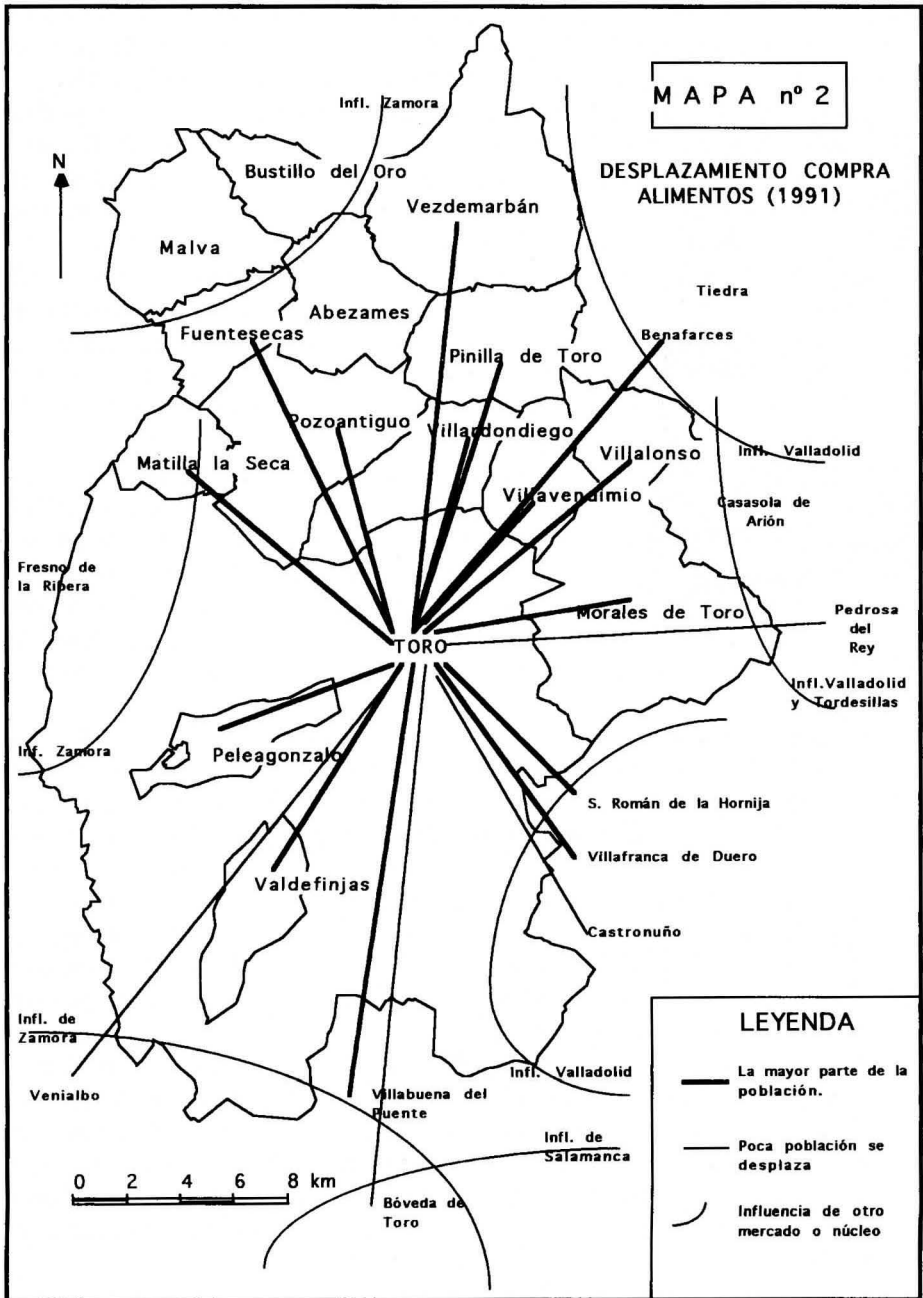 MAPA nº 2
DESPLAZAMIENTO COMPRA
ALIMENTOS (1991)
Infl. Zamora
N
Bustillo del Oro
Vezdemarbán
Malva
Tiedra
Abezames
Fuentesecas
Benafarces
Pinilla de Toro
Pozoantiguo
Villardondiego
Villalonso
Infl. Valladolid
Matilla la Seca
Villavendimio
Casasola de
Arión
Fresno de
la Ribera
Morales de Toro
Pedrosa
del
Rey
TORO
Infl.Valladolid
y Tordesillas
Inf. Zamora
Peleagonzalo
S. Román de la Hornija
Villafranca de Duero
Valdefinjas
Castronuño
Infl. de
Zamora
Venialbo
Infl. Valladolid
Villabuena del
Puente
Infl. de
Salamanca
0 2 4 6 8 km
Bóveda de
Toro
LEYENDA
La mayor parte de la
población.
Poca población se
desplaza
Influencia de otro
mercado o núcleo